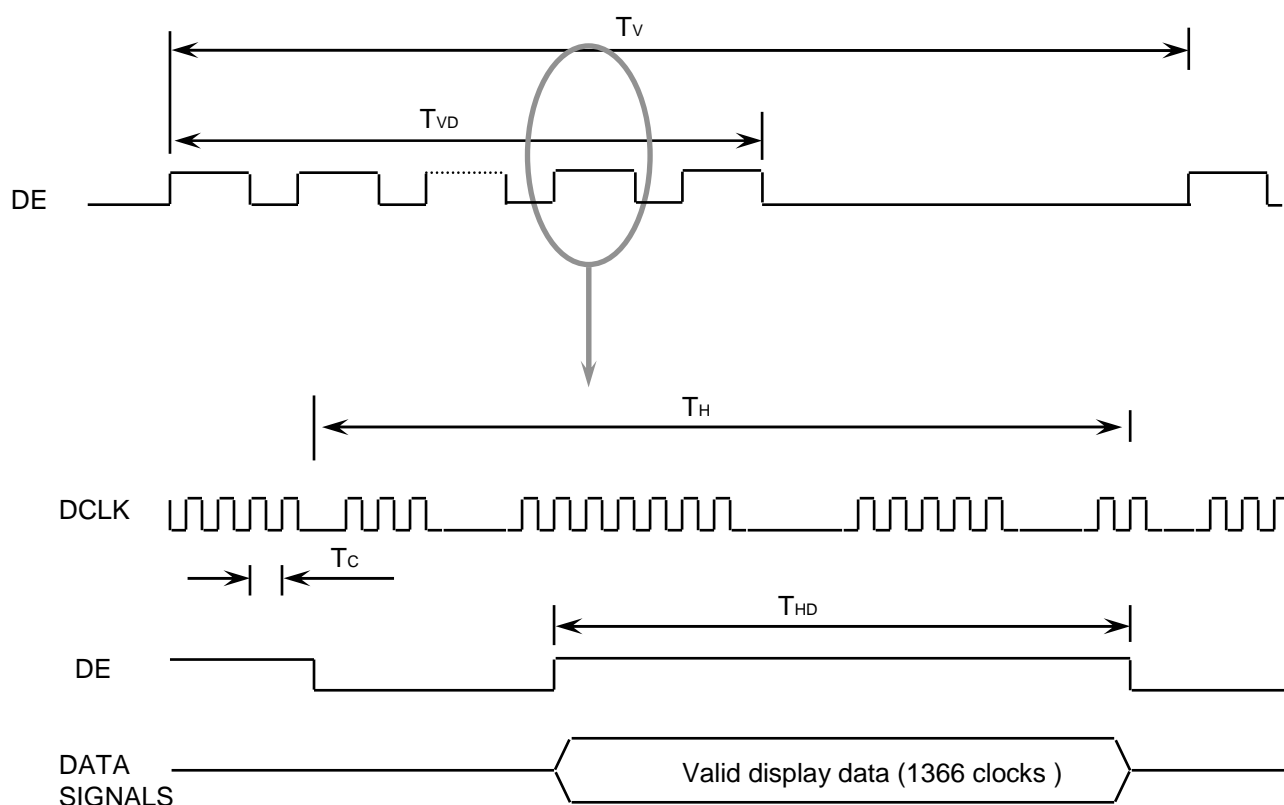 TV
TVD
DE
TH
DCLK
TC
THD
DE
DATA
SIGNALS
Valid display data (1366 clocks )